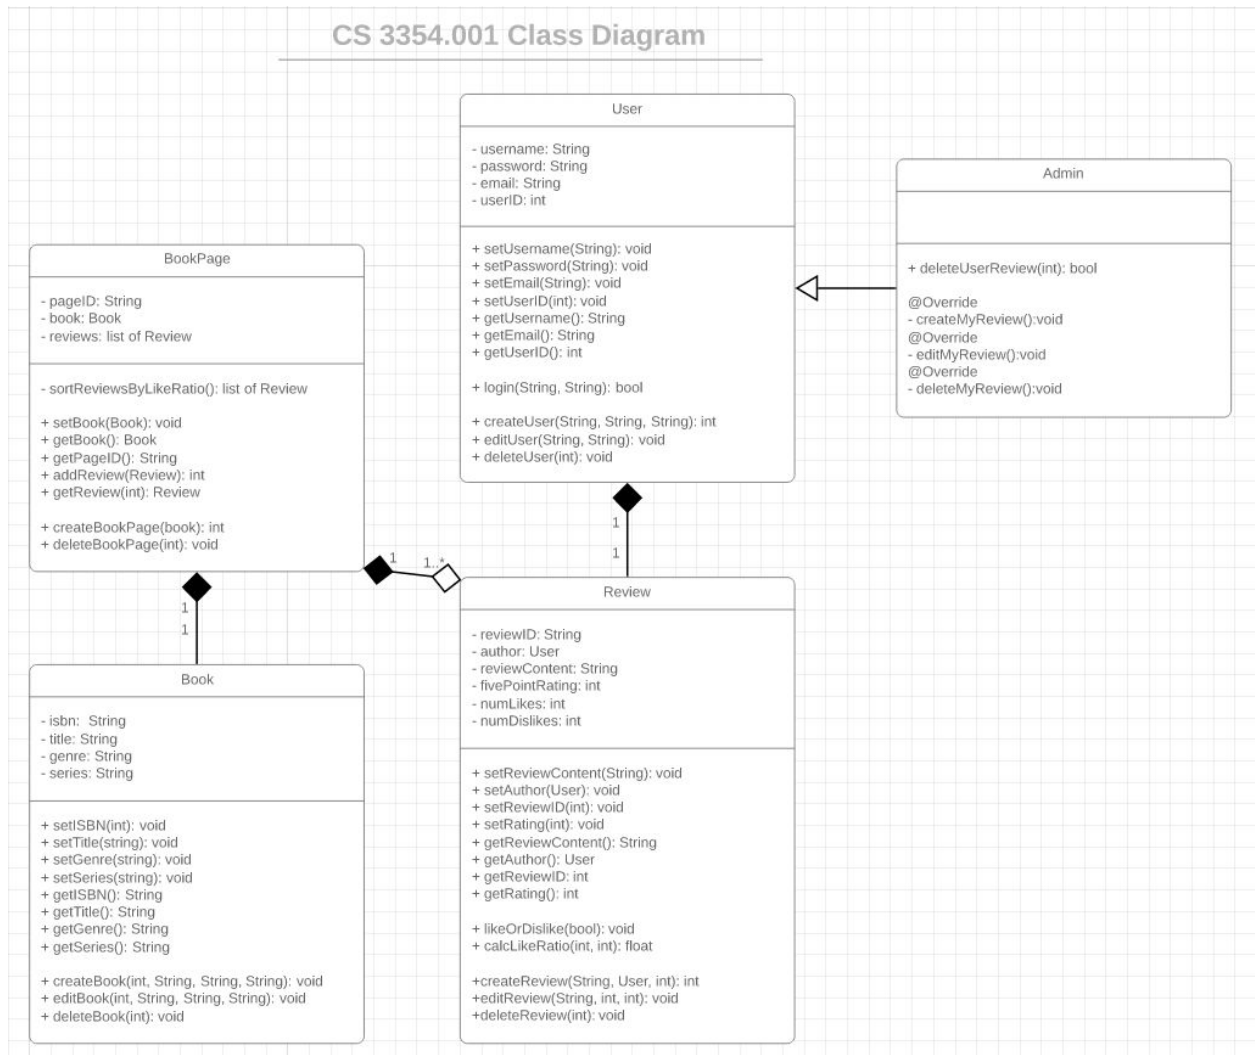 CS 3354.001 Class Diagram
User
- username: String
- password: String
- email: String
- userID: int
+ setUsername(String): void
+ setPassword(String): void
+ setEmail(String): void
+ setUserID(int): void
+ getUsername(): String
+ getEmail(): String
+ getUserID(): int
+ login(String, String): bool
+ createUser(String, String, String): int
+ editUser(String, String): void
+ deleteUser(int): void
Admin
+ deleteUserReview(int): bool
@Override
- createMyReview():void
@Override
- editMyReview():void
@Override
- deleteMyReview():void
BookPage
- pageID: String
- book: Book
- reviews: list of Review
- sortReviewsByLikeRatio(): list of Review
+ setBook(Book): void
+ getBook(): Book
+ getPageID(): String
+ addReview(Review): int
+ getReview(int): Review
+ createBookPage(book): int
+ deleteBookPage(int): void
1
1
1
1..*
1
1
Book
- isbn:  String
- title: String
- genre: String
- series: String
+ setISBN(int): void
+ setTitle(string): void
+ setGenre(string): void
+ setSeries(string): void
+ getISBN(): String
+ getTitle(): String
+ getGenre(): String
+ getSeries(): String
+ createBook(int, String, String, String): void
+ editBook(int, String, String, String): void
+ deleteBook(int): void
Review
- reviewID: String
- author: User
- reviewContent: String
- fivePointRating: int
- numLikes: int
- numDislikes: int
+ setReviewContent(String): void
+ setAuthor(User): void
+ setReviewID(int): void
+ setRating(int): void
+ getReviewContent(): String
+ getAuthor(): User
+ getReviewID: int
+ getRating(): int
+ likeOrDislike(bool): void
+ calcLikeRatio(int, int): float
+createReview(String, User, int): int
+editReview(String, int, int): void
+deleteReview(int): void